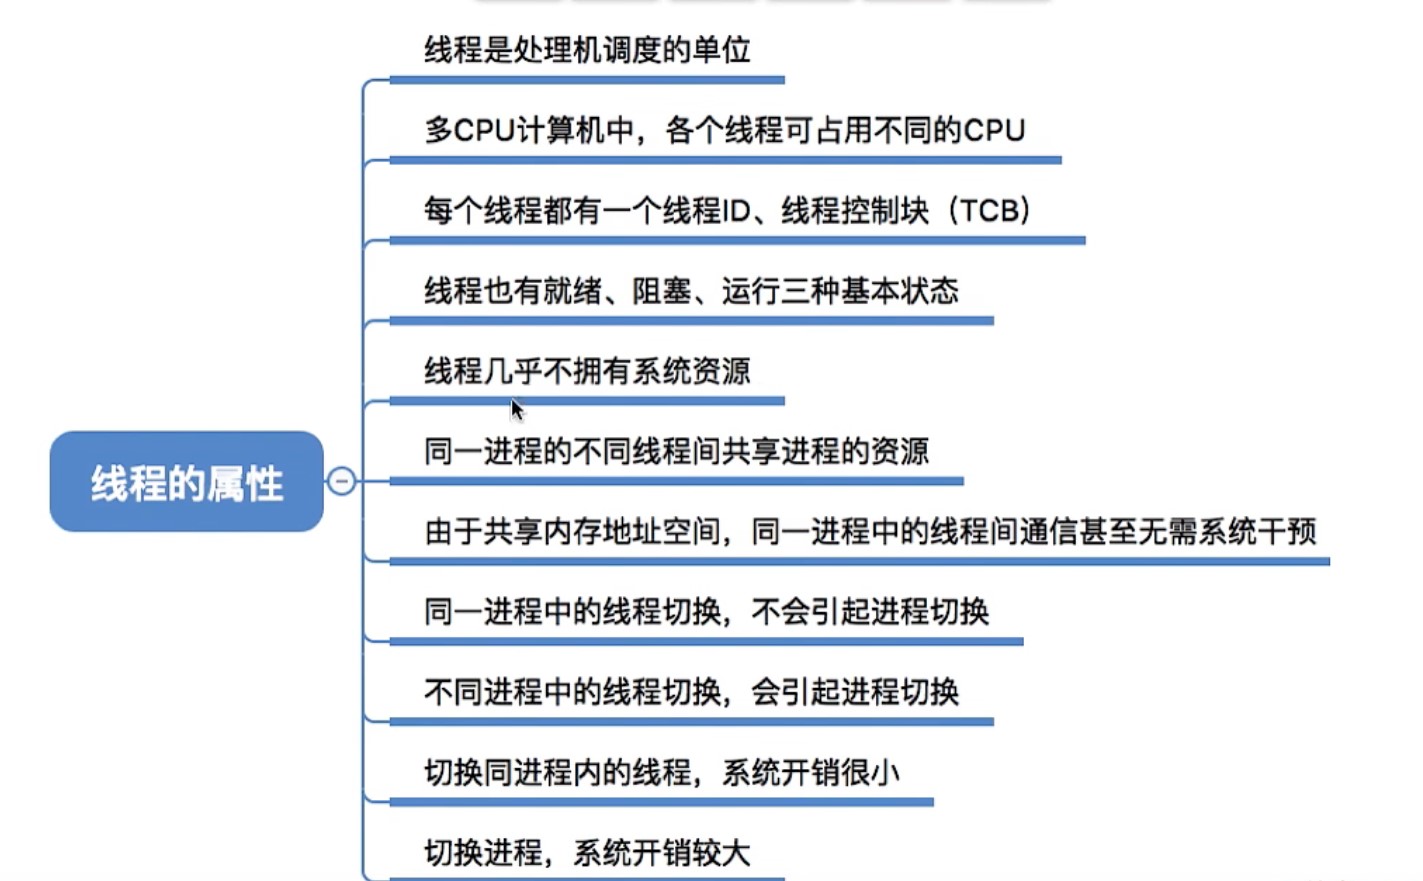 线程是处理机调度的单位
多CPU计算机中，各个线程可占用不同的CPU
每个线程都有一个线程ID、线程控制块（TCB）
线程也有就绪、阻塞、运行三种基本状态
线程几乎不拥有系统资源
同一进程的不同线程间共享进程的资源
线程的属性
由于共享内存地址空间，同一进程中的线程间通信甚至无需系统干预
同一进程中的线程切换，不会引起进程切换
不同进程中的线程切换，会引起进程切换
切换同进程内的线程，系统开销很小
切换进程，系统开销较大